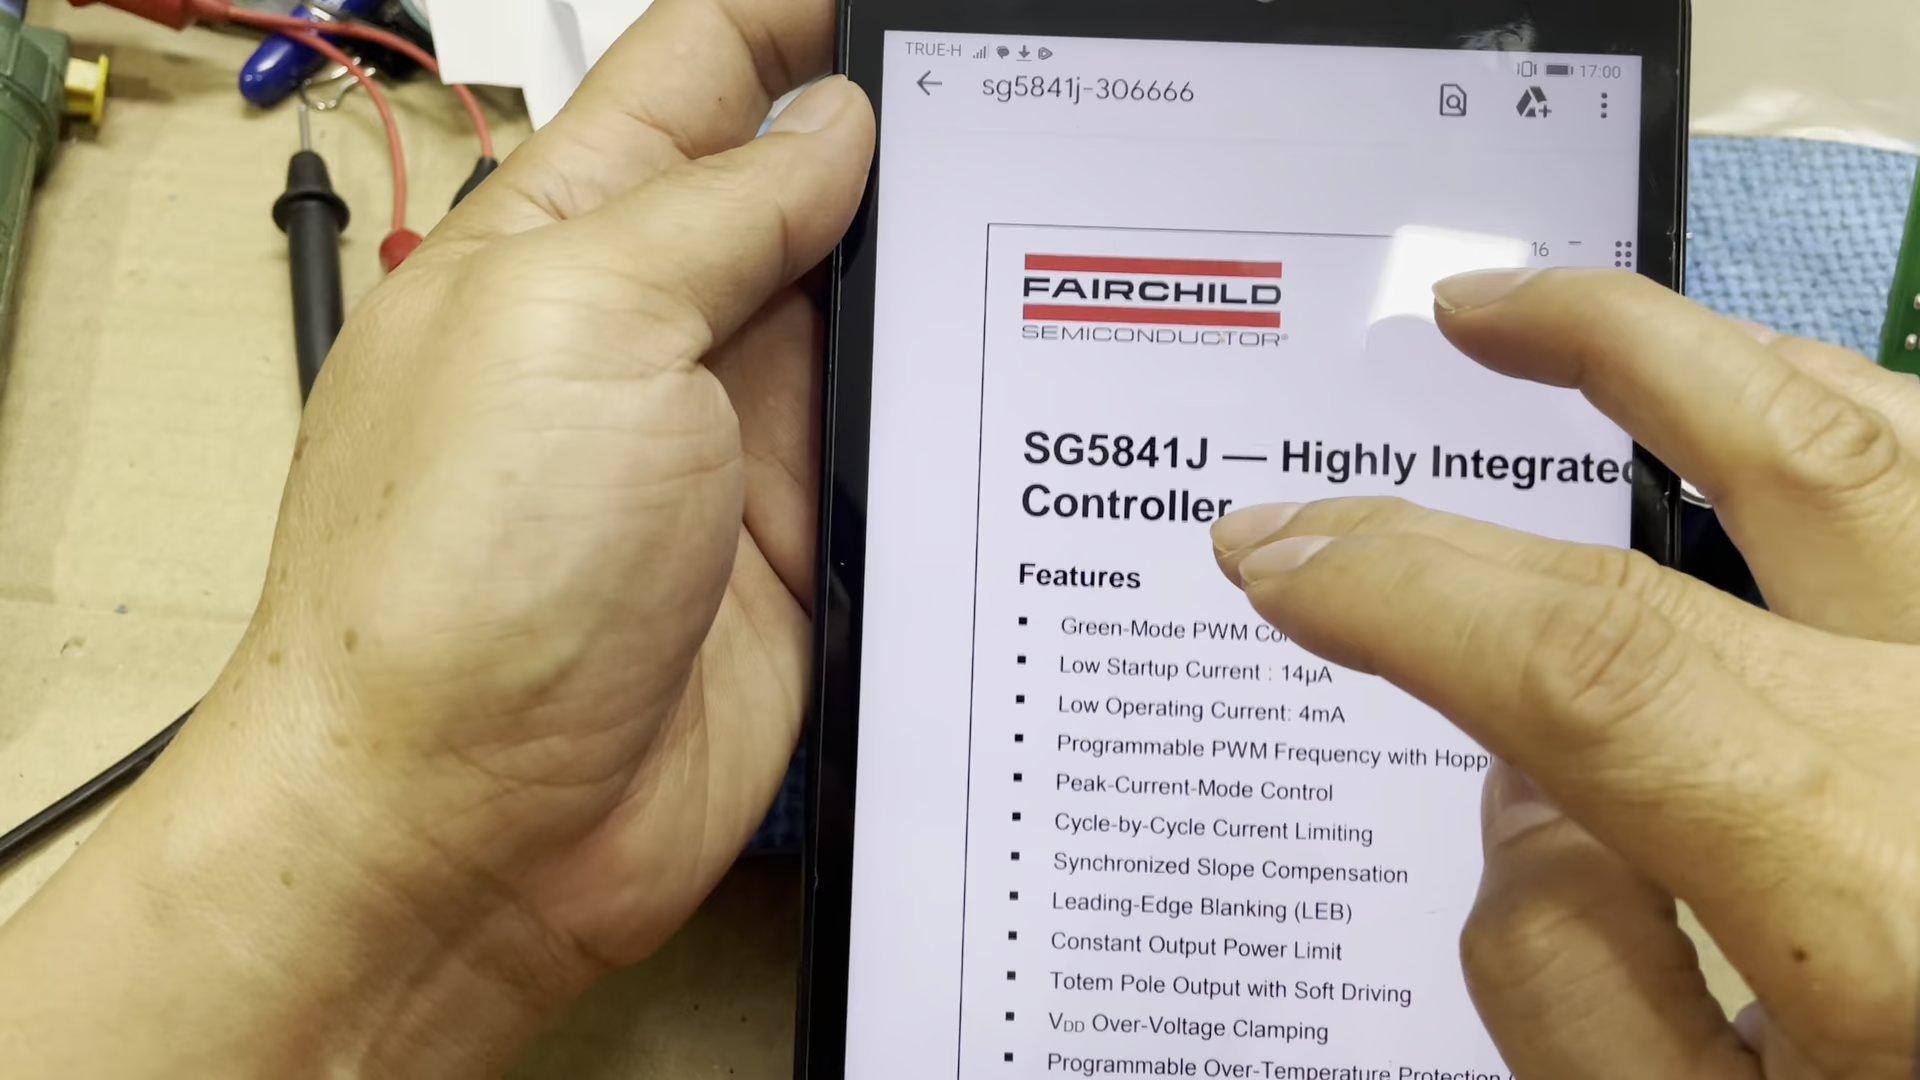 TRUE-H
17:00
sg5841j-306666
16
FAIRCHILD
SEMICONDUCTOR®
SG5841J — Highly Integrated
Controller
Features
▪ Green-Mode PWM
▪ Low Startup Current : 14µA
▪ Low Operating Current: 4mA
▪ Programmable PWM Frequency with
▪ Peak-Current-Mode Control
▪ Cycle-by-Cycle Current Limiting
▪ Synchronized Slope Compensation
▪ Leading-Edge Blanking (LEB)
▪ Constant Output Power Limit
▪ Totem Pole Output with Soft Driving
▪ VDD Over-Voltage Clamping
▪ Programmable Over-Temperature Protection